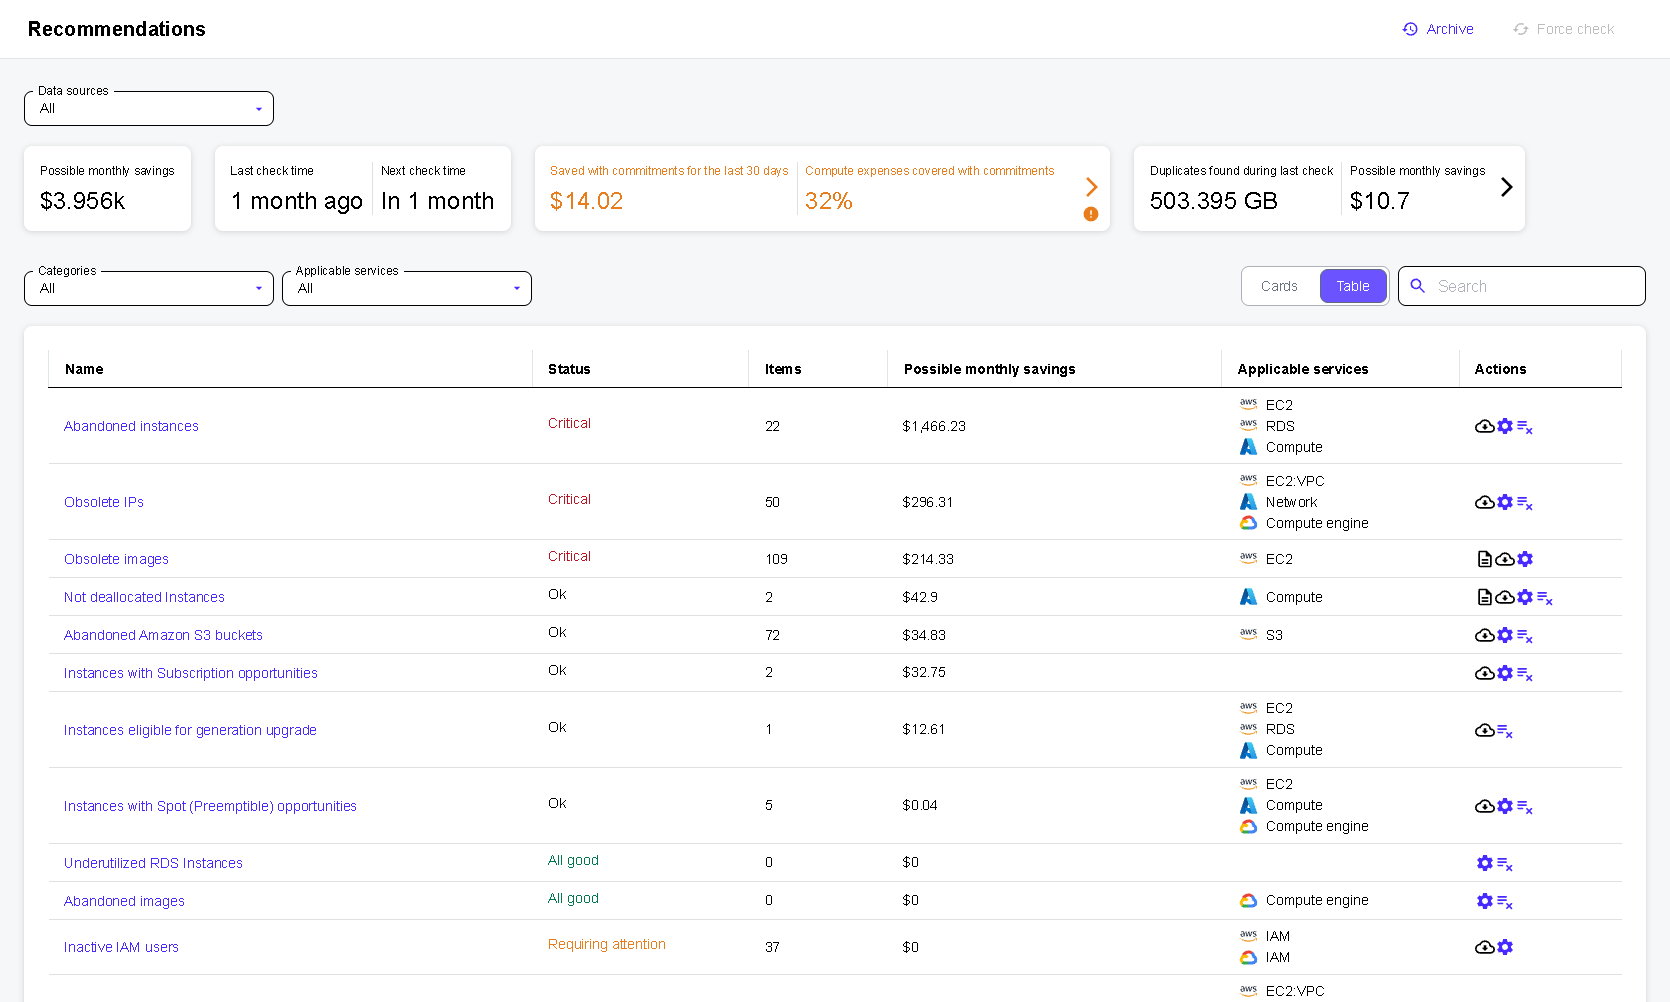 Recommendations
Archive
Force check
Data sources
All
Possible monthly savings
$3.956k
Last check time
1 month ago
Next check time
In 1 month
Saved with commitments for the last 30 days
$14.02
Compute expenses covered with commitments
32%
Duplicates found during last check
503.395 GB
Possible monthly savings
$10.7
Categories
All
Applicable services
All
Cards
Table
Search
Name Status Items Possible monthly savings Applicable services Actions
Abandoned instances Critical 22 $1,466.23
aws EC2
aws RDS
Compute
Obsolete IPs Critical 50 $296.31
aws EC2:VPC
Network
Compute engine
Obsolete images Critical 109 $214.33 aws EC2
Not deallocated Instances Ok 2 $42.9 Compute
Abandoned Amazon S3 buckets Ok 72 $34.83 aws S3
Instances with Subscription opportunities Ok 2 $32.75
Instances eligible for generation upgrade Ok 1 $12.61
aws EC2
aws RDS
Compute
Instances with Spot (Preemptible) opportunities Ok 5 $0.04
aws EC2
Compute
Compute engine
Underutilized RDS Instances All good 0 $0
Abandoned images All good 0 $0 Compute engine
Inactive IAM users Requiring attention 37 $0
aws IAM
IAM
aws EC2:VPC